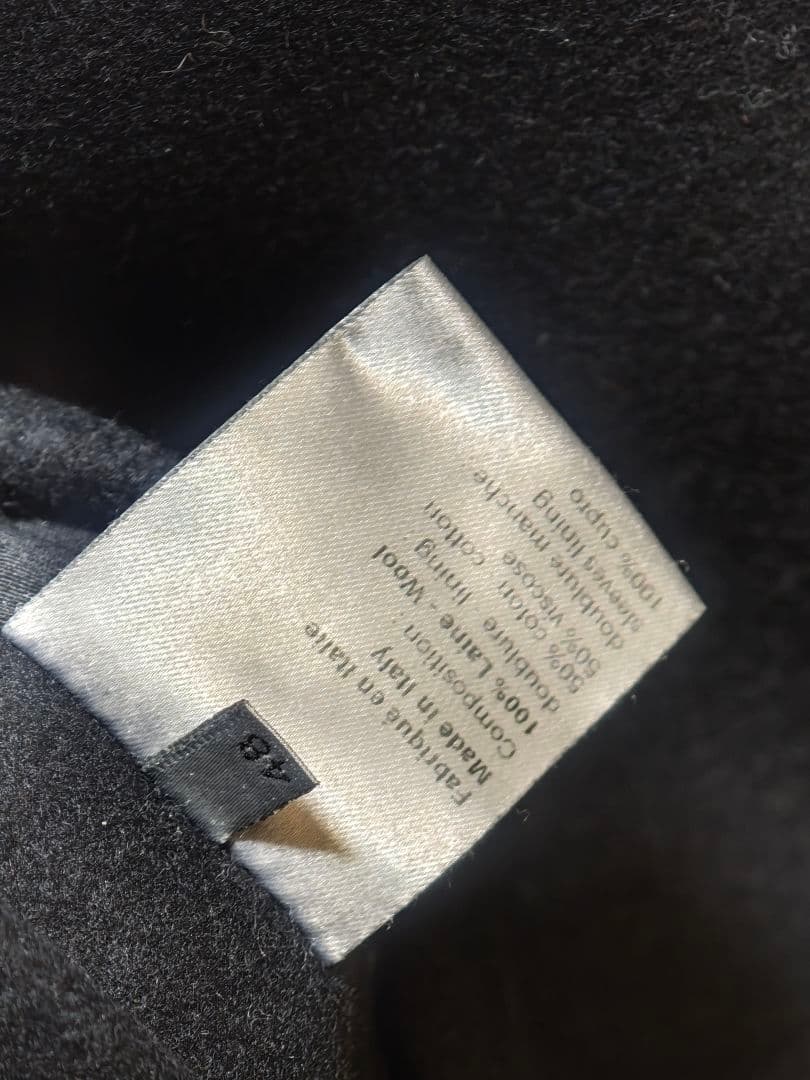 Fabriqué en Italie
Made in Italy
Composition :
100% Laine - Wool
doublure - lining
50% coton cotton
50% viscose
doublure manche :
sleeves lining
100% cupro
48